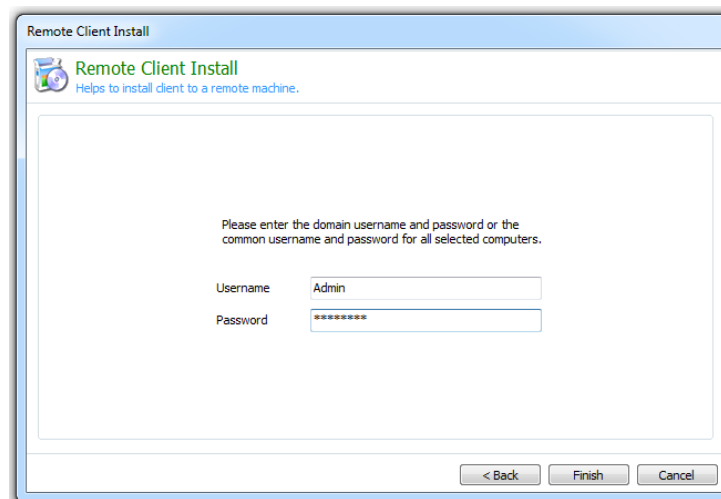 Remote Client Install
Remote Client Install
Helps to install client to a remote machine.
Please enter the domain username and password or the
common username and password for all selected computers.
Username Admin
Password ********
< Back Finish Cancel